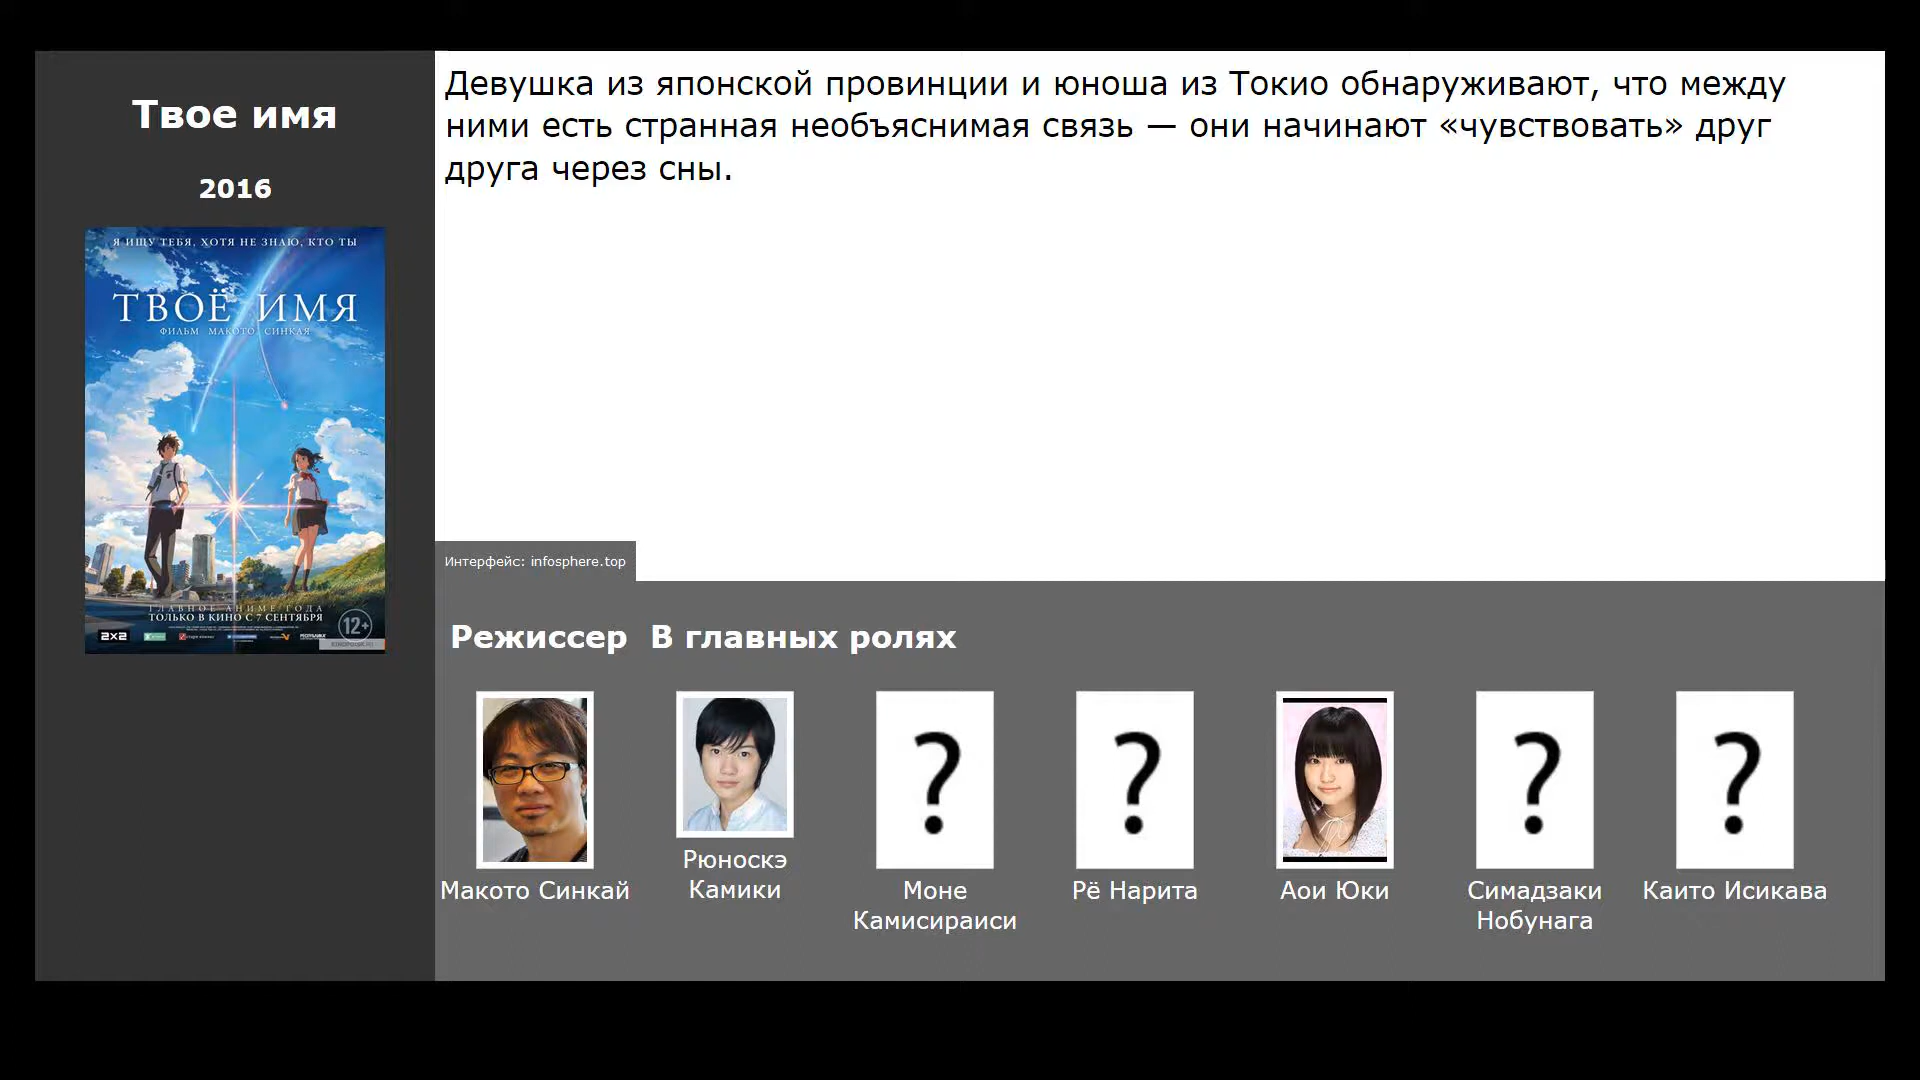 Твое имя
2016
Я ИЩУ ТЕБЯ, ХОТЯ НЕ ЗНАЮ, КТО ТЫ
ТВОЁ ИМЯ
ФИЛЬМ МАКОТО СИНКАЯ
ГЛАВНОЕ АНИМЕ ГОДА
ТОЛЬКО В КИНО С 7 СЕНТЯБРЯ
12+
2×2
Девушка из японской провинции и юноша из Токио обнаруживают, что между
ними есть странная необъяснимая связь — они начинают «чувствовать» друг
друга через сны.
Интерфейс: infosphere.top
Режиссер В главных ролях
Макото Синкай
Рюноскэ
Камики
Моне
Камисираиси
Рё Нарита
Аои Юки
Симадзаки
Нобунага
Каито Исикава